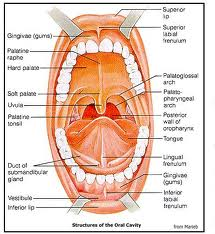 Superior
lip
Superior
labial
frenulum
Gingivae (gums)
Palatine
raphe
Hard palate
Palatoglossal
arch
Soft palate
Palato-
pharyngeal
arch
Uvula
Palatine
tonsil
Posterior
wall of
oropharynx
Tongue
Duct of
submandibular
gland
Lingual
frenulum
Gingivae
(gums)
Vestibule
Inferior
labial
frenulum
Inferior lip
Structures of the Oral Cavity
from Marieb